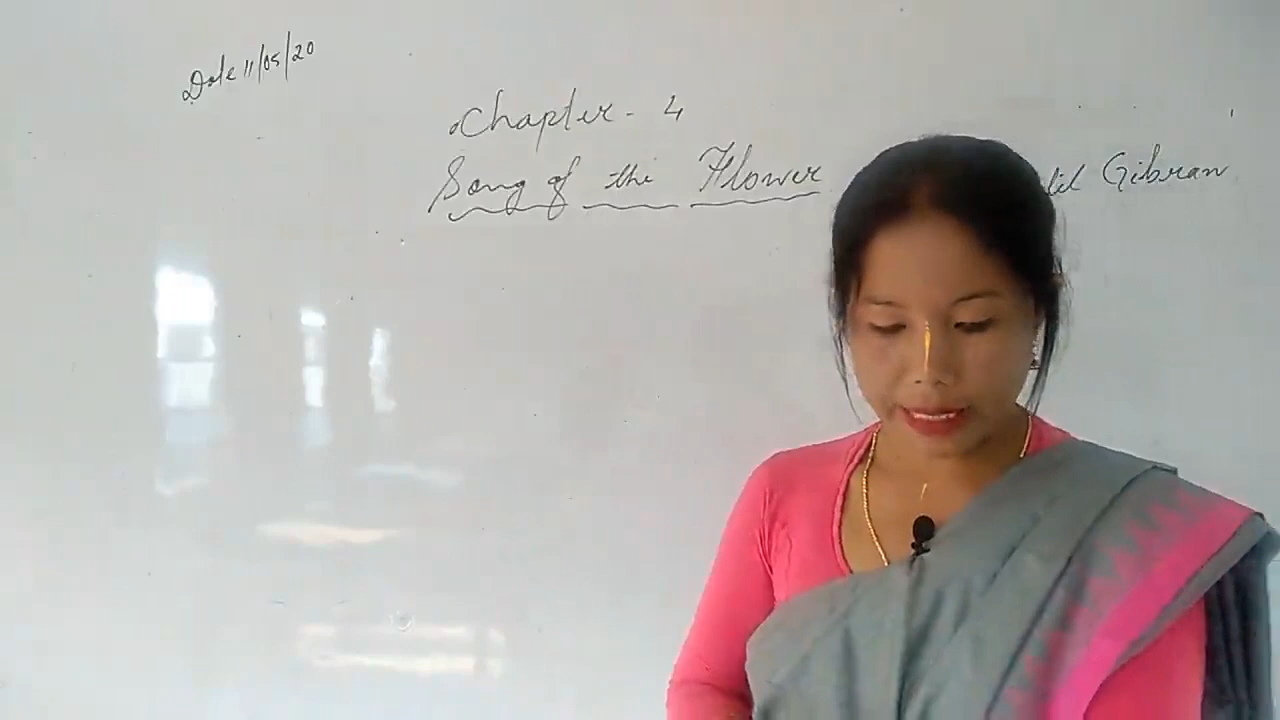 Date 11/05/20
Chapter - 4
Song of the Flower
Gibran